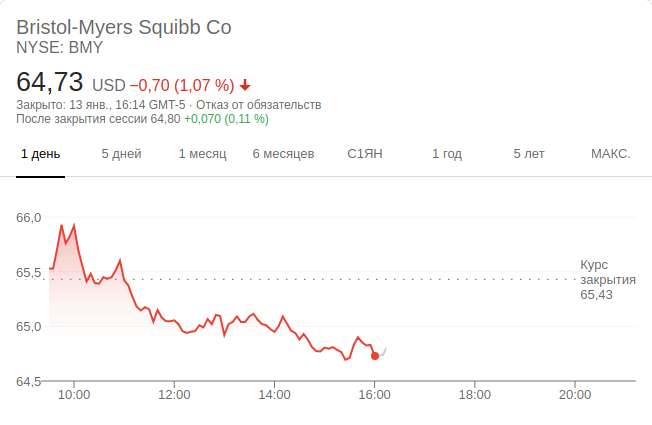 Bristol-Myers Squibb Co
NYSE: BMY
64,73 USD −0,70 (1,07 %)
Закрыто: 13 янв., 16:14 GMT-5 · Отказ от обязательств
После закрытия сессии 64,80 +0,070 (0,11 %)
1 день 5 дней 1 месяц 6 месяцев С1ЯН 1 год 5 лет МАКС.
66,0
65,5
65,0
64,5
Курс
закрытия
65,43
10:00 12:00 14:00 16:00 18:00 20:00